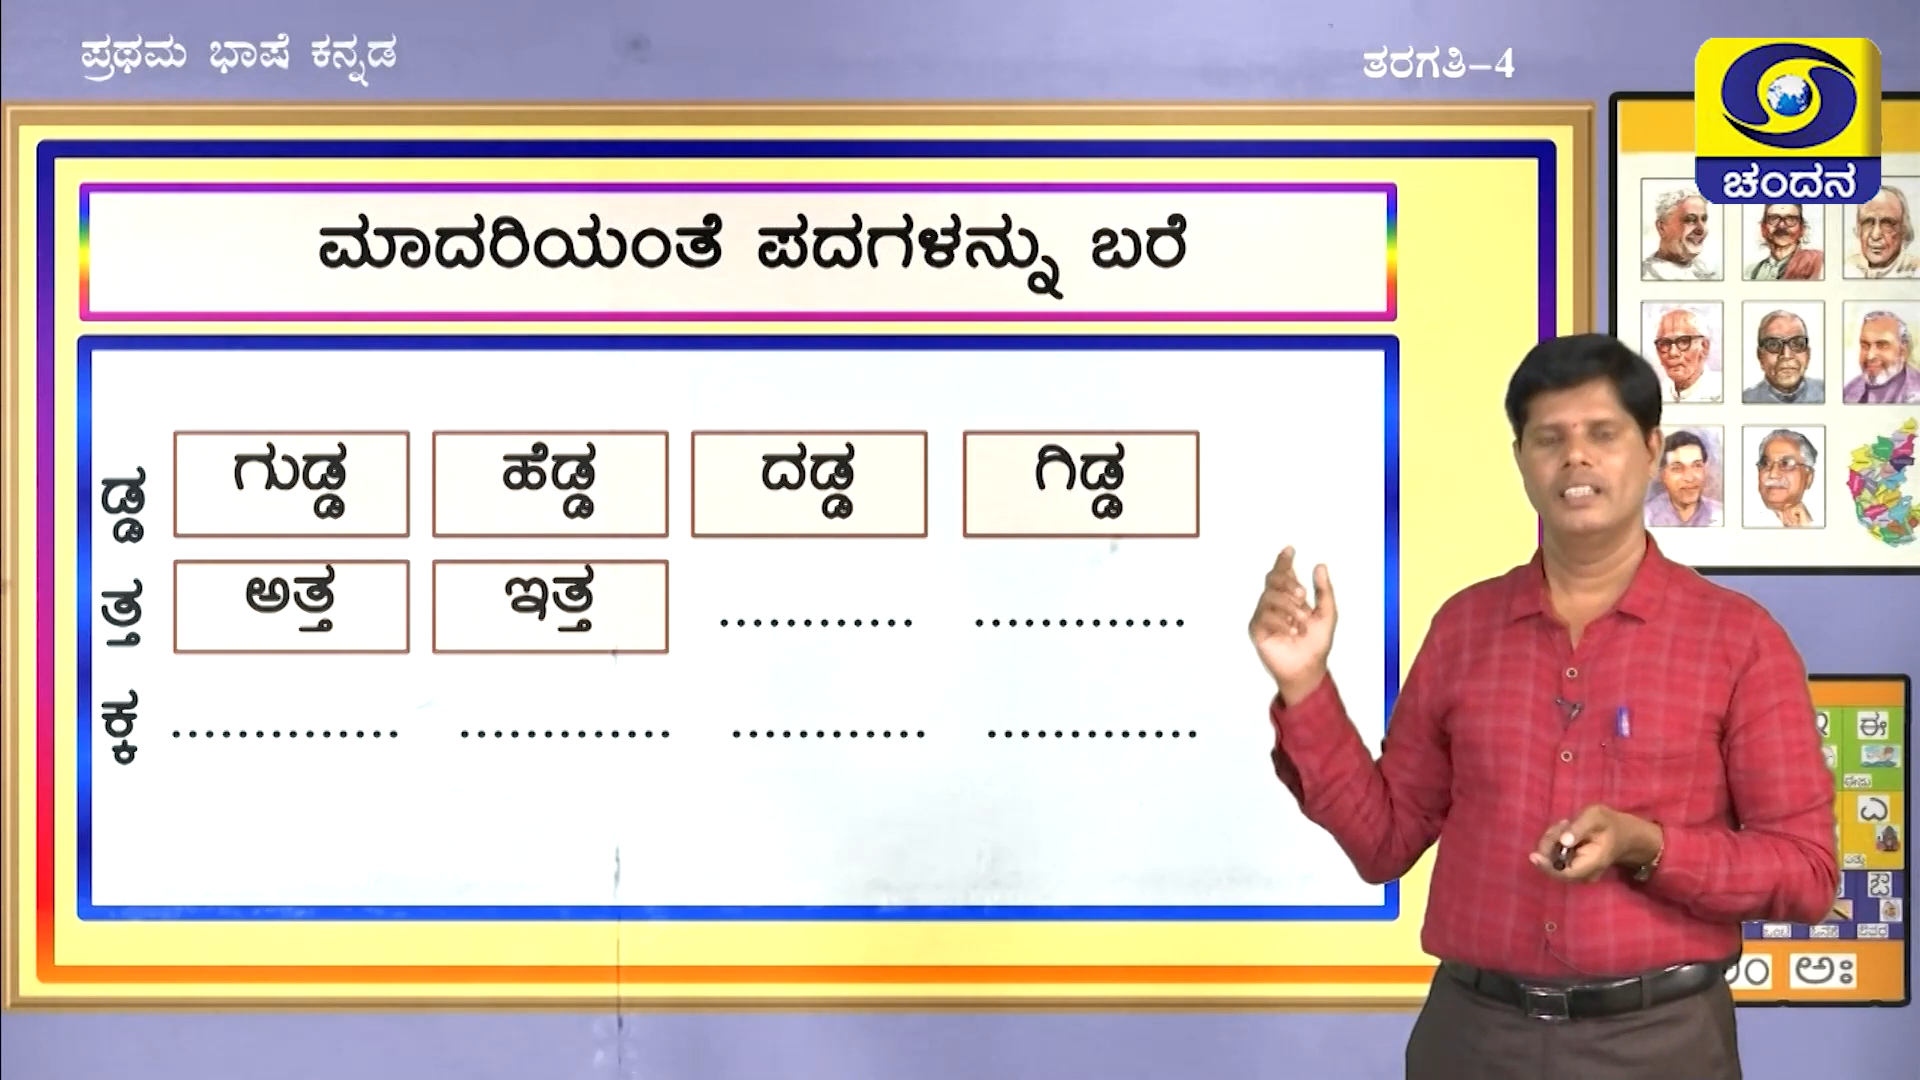 ಪ್ರಥಮ ಭಾಷೆ ಕನ್ನಡ
ತರಗತಿ-4
ಚಂದನ
ಮಾದರಿಯಂತೆ ಪದಗಳನ್ನು ಬರೆ
ಡ್ಡ ಗುಡ್ಡ ಹೆಡ್ಡ ದಡ್ಡ ಗಿಡ್ಡ
ತ್ತ ಅತ್ತ ಇತ್ತ ............ .............
ಕ್ಕ .............. ............. ............ .............
ಈ
ಎ
ಔ
ಅಃ